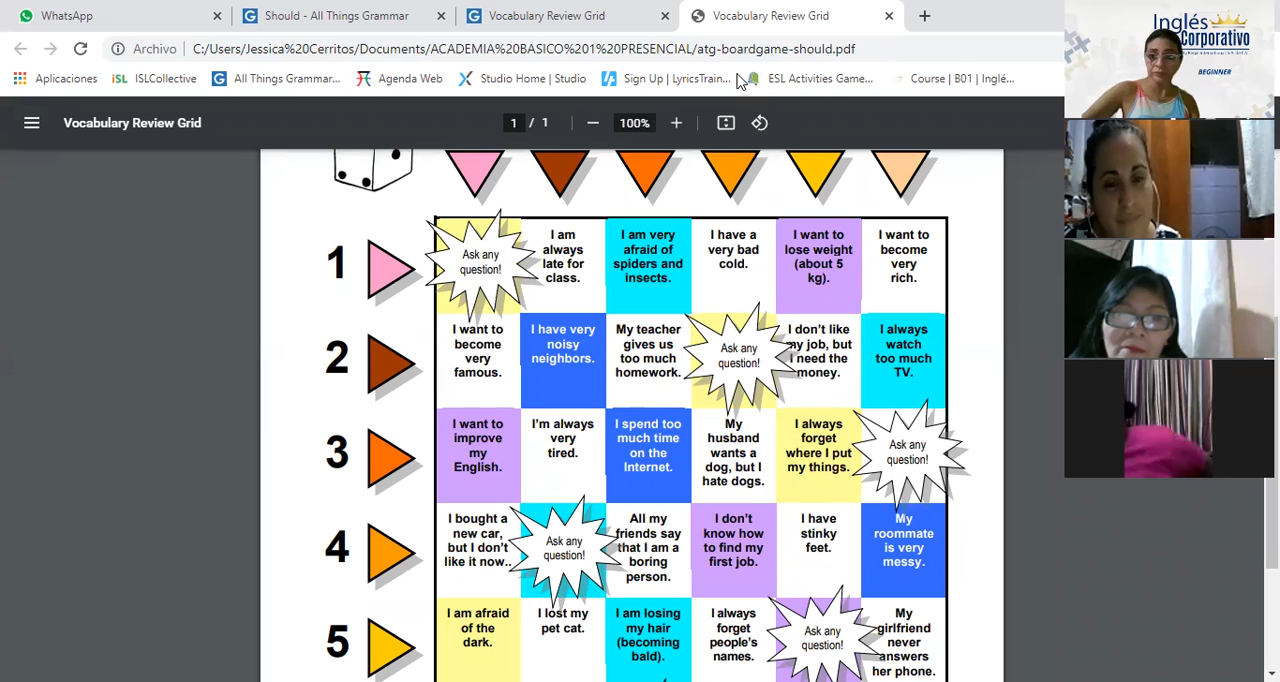 WhatsApp
Should - All Things Grammar
Vocabulary Review Grid
Vocabulary Review Grid
Archivo
C:/Users/Jessica%20Cerritos/Documents/ACADEMIA%20BASICO%201%20PRESENCIAL/atg-boardgame-should.pdf
Aplicaciones
iSL ISLCollective
All Things Grammar...
Agenda Web
Studio Home | Studio
Sign Up | LyricsTrain...
ESL Activities Game...
Course | B01 | Inglé...
Vocabulary Review Grid
1 / 1
100%
Inglés
Corporativo
BEGINNER
1
Ask any
question!
I am
always
late for
class.
I am very
afraid of
spiders and
insects.
I have a
very bad
cold.
I want to
lose weight
(about 5
kg).
I want to
become
very
rich.
2
I want to
become
very
famous.
I have very
noisy
neighbors.
My teacher
gives us
too much
homework.
Ask any
question!
I don’t like
my job, but
I need the
money.
I always
watch
too much
TV.
3
I want to
improve
my
English.
I’m always
very
tired.
I spend too
much time
on the
Internet.
My
husband
wants a
dog, but I
hate dogs.
I always
forget
where I put
my things.
Ask any
question!
4
I bought a
new car,
but I don’t
like it now..
Ask any
question!
All my
friends say
that I am a
boring
person.
I don’t
know how
to find my
first job.
I have
stinky
feet.
My
roommate
is very
messy.
5
I am afraid
of the
dark.
I lost my
pet cat.
I am losing
my hair
(becoming
bald).
I always
forget
people’s
names.
Ask any
question!
My
girlfriend
never
answers
her phone.